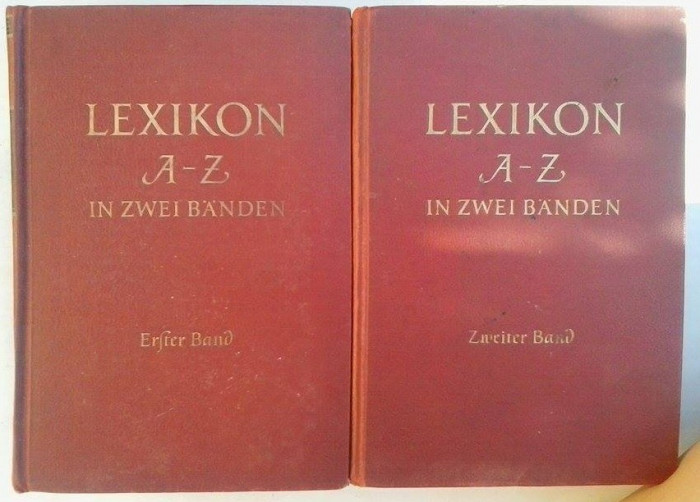 LEXIKON
A-Z
IN ZWEI BÄNDEN
Erſter Band
LEXIKON
A-Z
IN ZWEI BÄNDEN
Zweiter Band